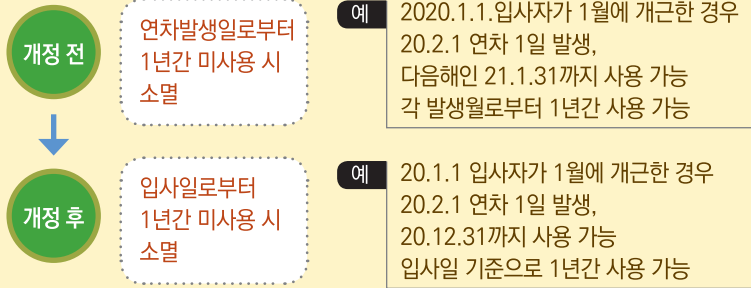 개정 전
연차발생일로부터
1년간 미사용 시
소멸
예
2020.1.1.입사자가 1월에 개근한 경우
20.2.1 연차 1일 발생,
다음해인 21.1.31까지 사용 가능
각 발생월로부터 1년간 사용 가능
개정 후
입사일로부터
1년간 미사용 시
소멸
예
20.1.1 입사자가 1월에 개근한 경우
20.2.1 연차 1일 발생,
20.12.31까지 사용 가능
입사일 기준으로 1년간 사용 가능